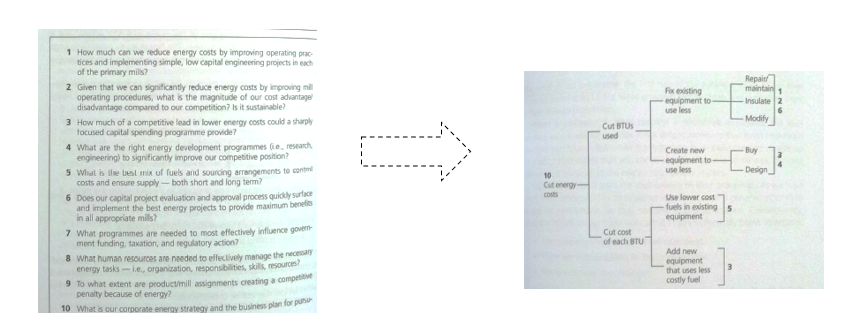 1 How much can we reduce energy costs by improving operating prac-
tices and implementing simple, low capital engineering projects in each
of the primary mills?
2 Given that we can significantly reduce energy costs by improving mill
operating procedures, what is the magnitude of our cost advantage/
disadvantage compared to our competition? Is it sustainable?
3 How much of a competitive lead in lower energy costs could a sharply
focused capital spending programme provide?
4 What are the right energy development programmes (i.e., research,
engineering) to significantly improve our competitive position?
5 What is the best mix of fuels and sourcing arrangements to control
costs and ensure supply — both short and long term?
6 Does our capital project evaluation and approval process quickly surface
and implement the best energy projects to provide maximum benefits
in all appropriate mills?
7 What programmes are needed to most effectively influence govern-
ment funding, taxation, and regulatory action?
8 What human resources are needed to effectively manage the necessary
energy tasks — i.e., organization, responsibilities, skills, resources?
9 To what extent are product/mill assignments creating a competitive
penalty because of energy?
10 What is our corporate energy strategy and the business plan for pursu-
10
Cut energy
costs
Cut BTUs
used
Fix existing
equipment to
use less
Repair/
maintain
Insulate
Modify
1
2
6
Create new
equipment to
use less
Buy
Design
3
4
Cut cost
of each BTU
Use lower cost
fuels in existing
equipment
5
Add new
equipment
that uses less
costly fuel
3